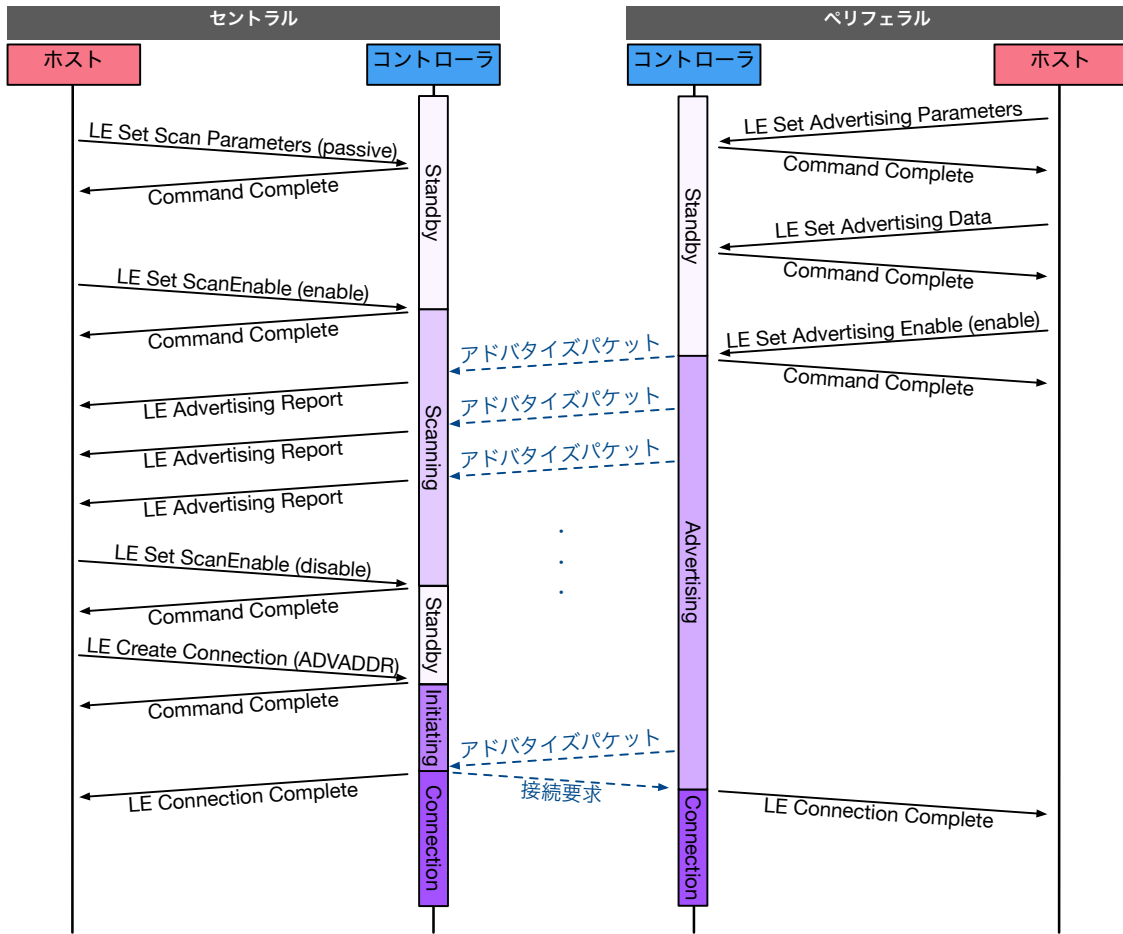 セントラル
ペリフェラル
ホスト
コントローラ
コントローラ
ホスト
LE Set Scan Parameters (passive)
Command Complete
LE Set ScanEnable (enable)
Command Complete
LE Advertising Report
LE Advertising Report
LE Advertising Report
LE Set ScanEnable (disable)
Command Complete
LE Create Connection (ADVADDR)
Command Complete
LE Connection Complete
Standby
Scanning
Standby
Initiating
Connection
アドバタイズパケット
アドバタイズパケット
アドバタイズパケット
アドバタイズパケット
接続要求
Standby
Advertising
Connection
LE Set Advertising Parameters
Command Complete
LE Set Advertising Data
Command Complete
LE Set Advertising Enable (enable)
Command Complete
LE Connection Complete